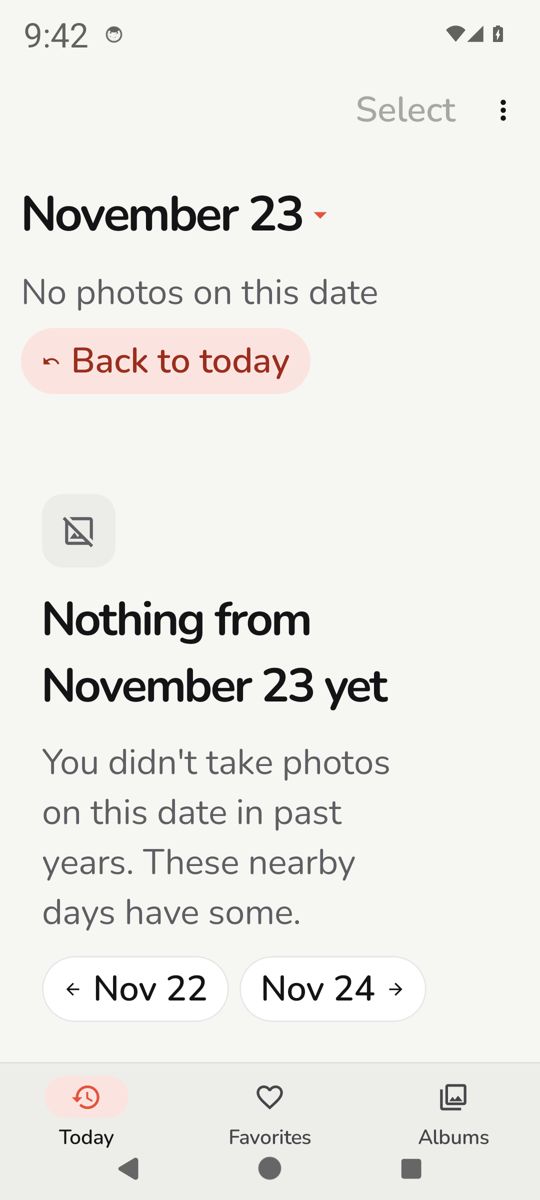 9:42
Select
November 23
No photos on this date
Back to today
Nothing from
November 23 yet
You didn't take photos
on this date in past
years. These nearby
days have some.
← Nov 22 Nov 24 →
Today Favorites Albums